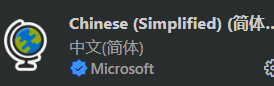 Chinese (Simplified) (简体...
中文(简体)
Microsoft